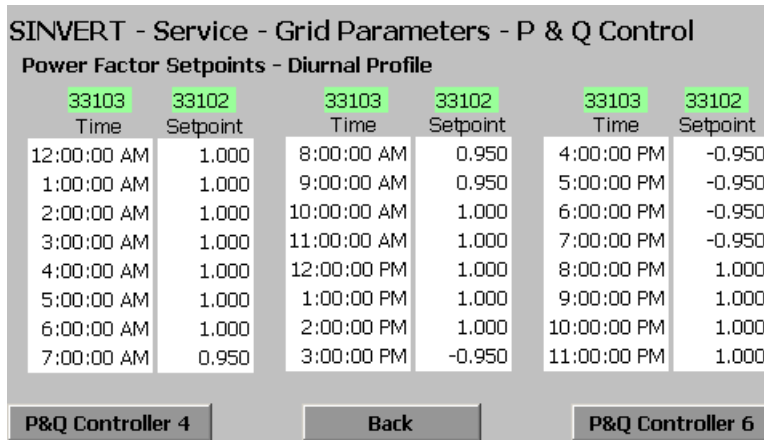 SINVERT - Service - Grid Parameters - P & Q Control
Power Factor Setpoints - Diurnal Profile
33103 33102 33103 33102 33103 33102
Time Setpoint Time Setpoint Time Setpoint
12:00:00 AM 1.000 8:00:00 AM 0.950 4:00:00 PM -0.950
1:00:00 AM 1.000 9:00:00 AM 0.950 5:00:00 PM -0.950
2:00:00 AM 1.000 10:00:00 AM 1.000 6:00:00 PM -0.950
3:00:00 AM 1.000 11:00:00 AM 1.000 7:00:00 PM -0.950
4:00:00 AM 1.000 12:00:00 PM 1.000 8:00:00 PM 1.000
5:00:00 AM 1.000 1:00:00 PM 1.000 9:00:00 PM 1.000
6:00:00 AM 1.000 2:00:00 PM 1.000 10:00:00 PM 1.000
7:00:00 AM 0.950 3:00:00 PM -0.950 11:00:00 PM 1.000
P&Q Controller 4 Back P&Q Controller 6